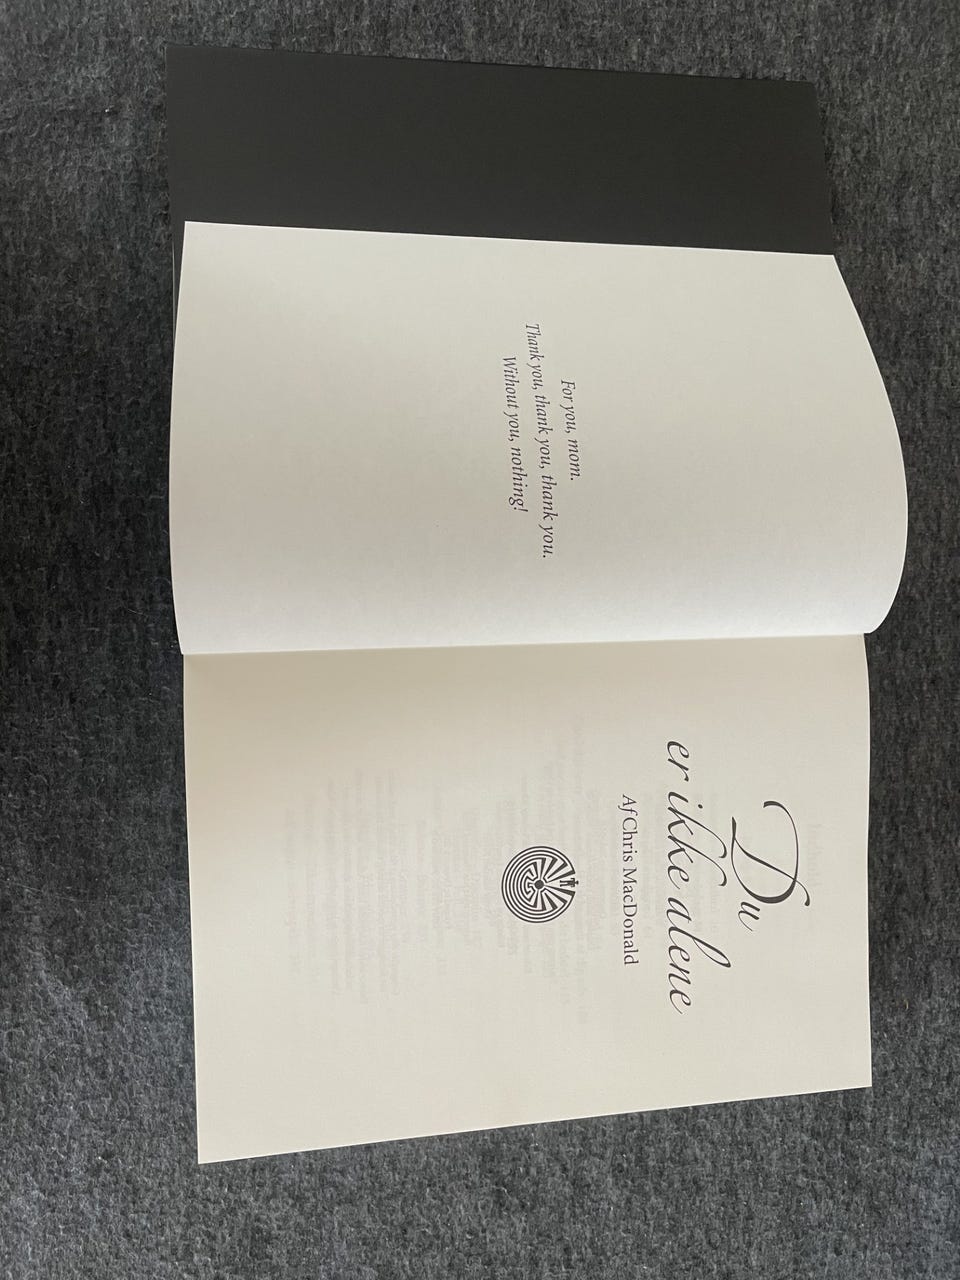 For you, mom.
Thank you, thank you, thank you.
Without you, nothing!
Du
er ikke alene
Af Chris MacDonald